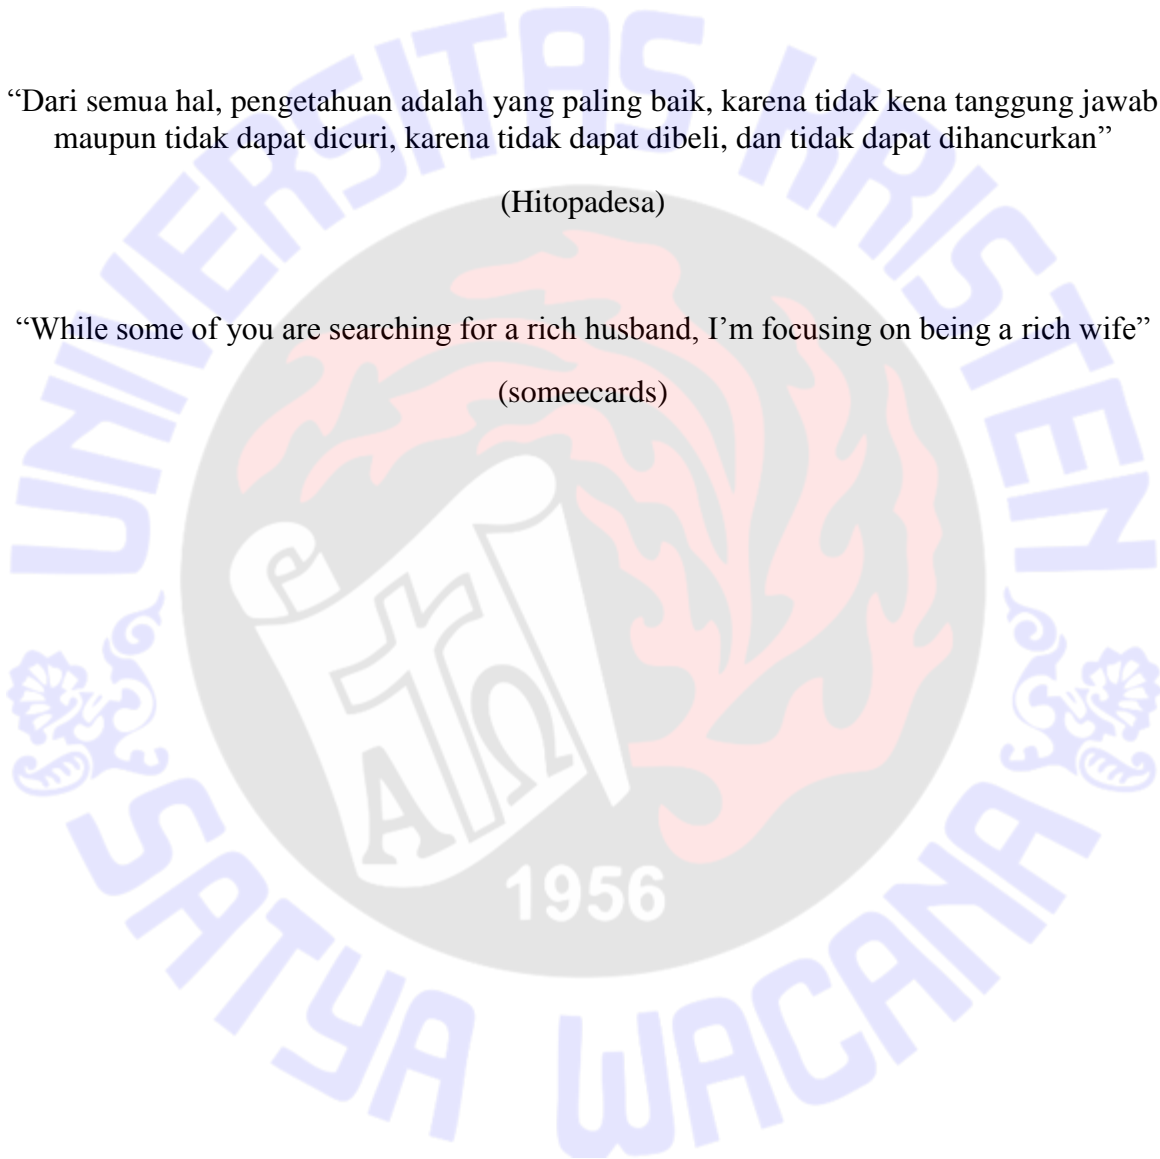 “Dari semua hal, pengetahuan adalah yang paling baik, karena tidak kena tanggung jawab
maupun tidak dapat dicuri, karena tidak dapat dibeli, dan tidak dapat dihancurkan”
(Hitopadesa)
“While some of you are searching for a rich husband, I’m focusing on being a rich wife”
(someecards)
UNIVERSITAS KRISTEN
ΑΩ
1956
SATYA WACANA